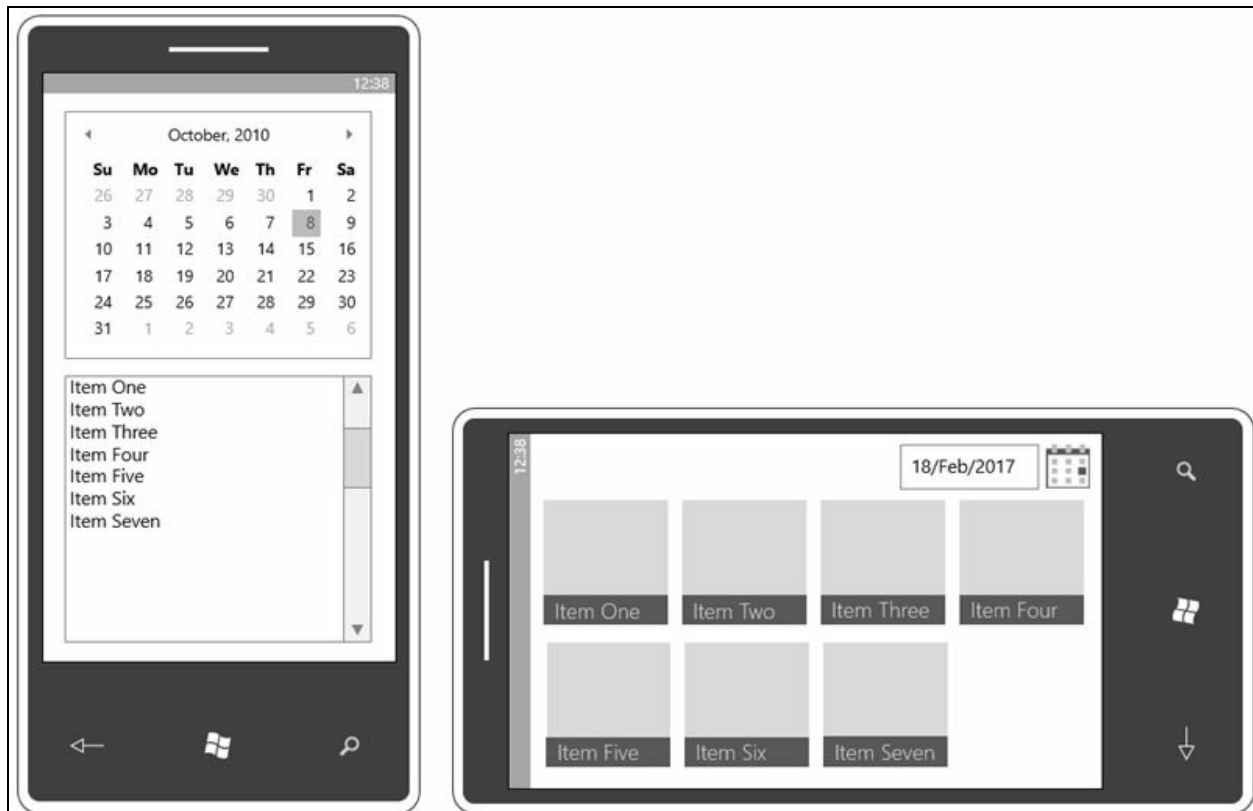 12:38
October, 2010
Su Mo Tu We Th Fr Sa
26 27 28 29 30 1 2
3 4 5 6 7 8 9
10 11 12 13 14 15 16
17 18 19 20 21 22 23
24 25 26 27 28 29 30
31 1 2 3 4 5 6
Item One
Item Two
Item Three
Item Four
Item Five
Item Six
Item Seven
12:38
18/Feb/2017
Item One Item Two Item Three Item Four
Item Five Item Six Item Seven